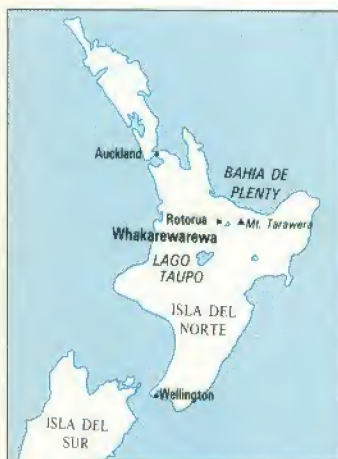 Auckland
BAHIA DE
PLENTY
Rotorua
Mt. Tarawera
Whakarewarewa
LAGO
TAUPO
ISLA DEL
NORTE
Wellington
ISLA DEL
SUR